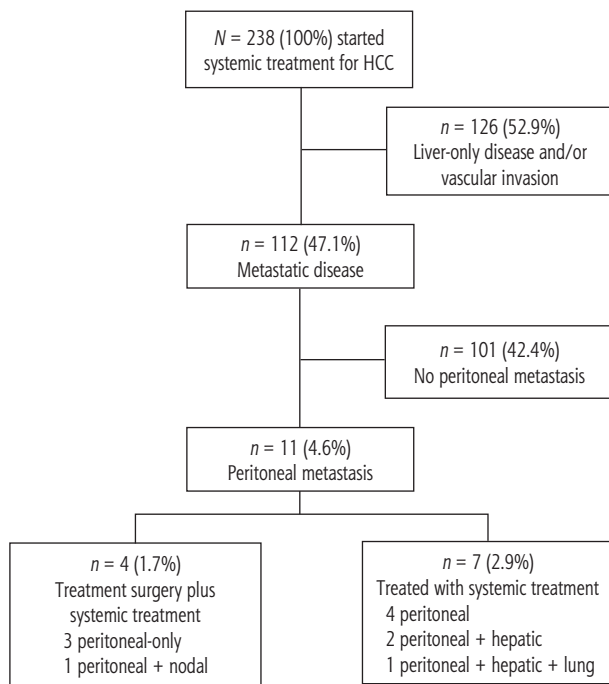 N = 238 (100%) started
systemic treatment for HCC
n = 126 (52.9%)
Liver-only disease and/or
vascular invasion
n = 112 (47.1%)
Metastatic disease
n = 101 (42.4%)
No peritoneal metastasis
n = 11 (4.6%)
Peritoneal metastasis
n = 4 (1.7%)
Treatment surgery plus
systemic treatment
3 peritoneal-only
1 peritoneal + nodal
n = 7 (2.9%)
Treated with systemic treatment
4 peritoneal
2 peritoneal + hepatic
1 peritoneal + hepatic + lung